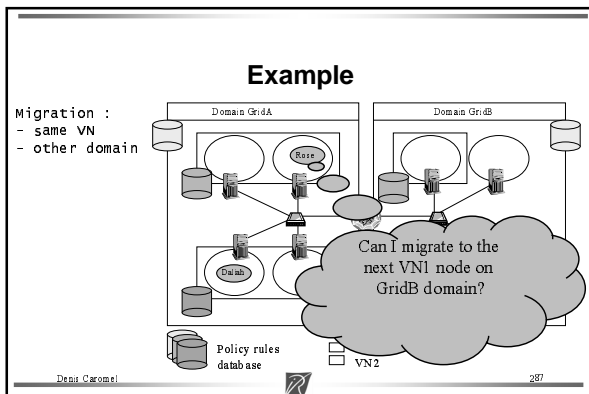 Example
Migration :
- same VN
- other domain
Domain GridA
Domain GridB
Rose
Daliah
Can I migrate to the
next VN1 node on
GridB domain?
Policy rules
database
VN2
Denis Caromel
287